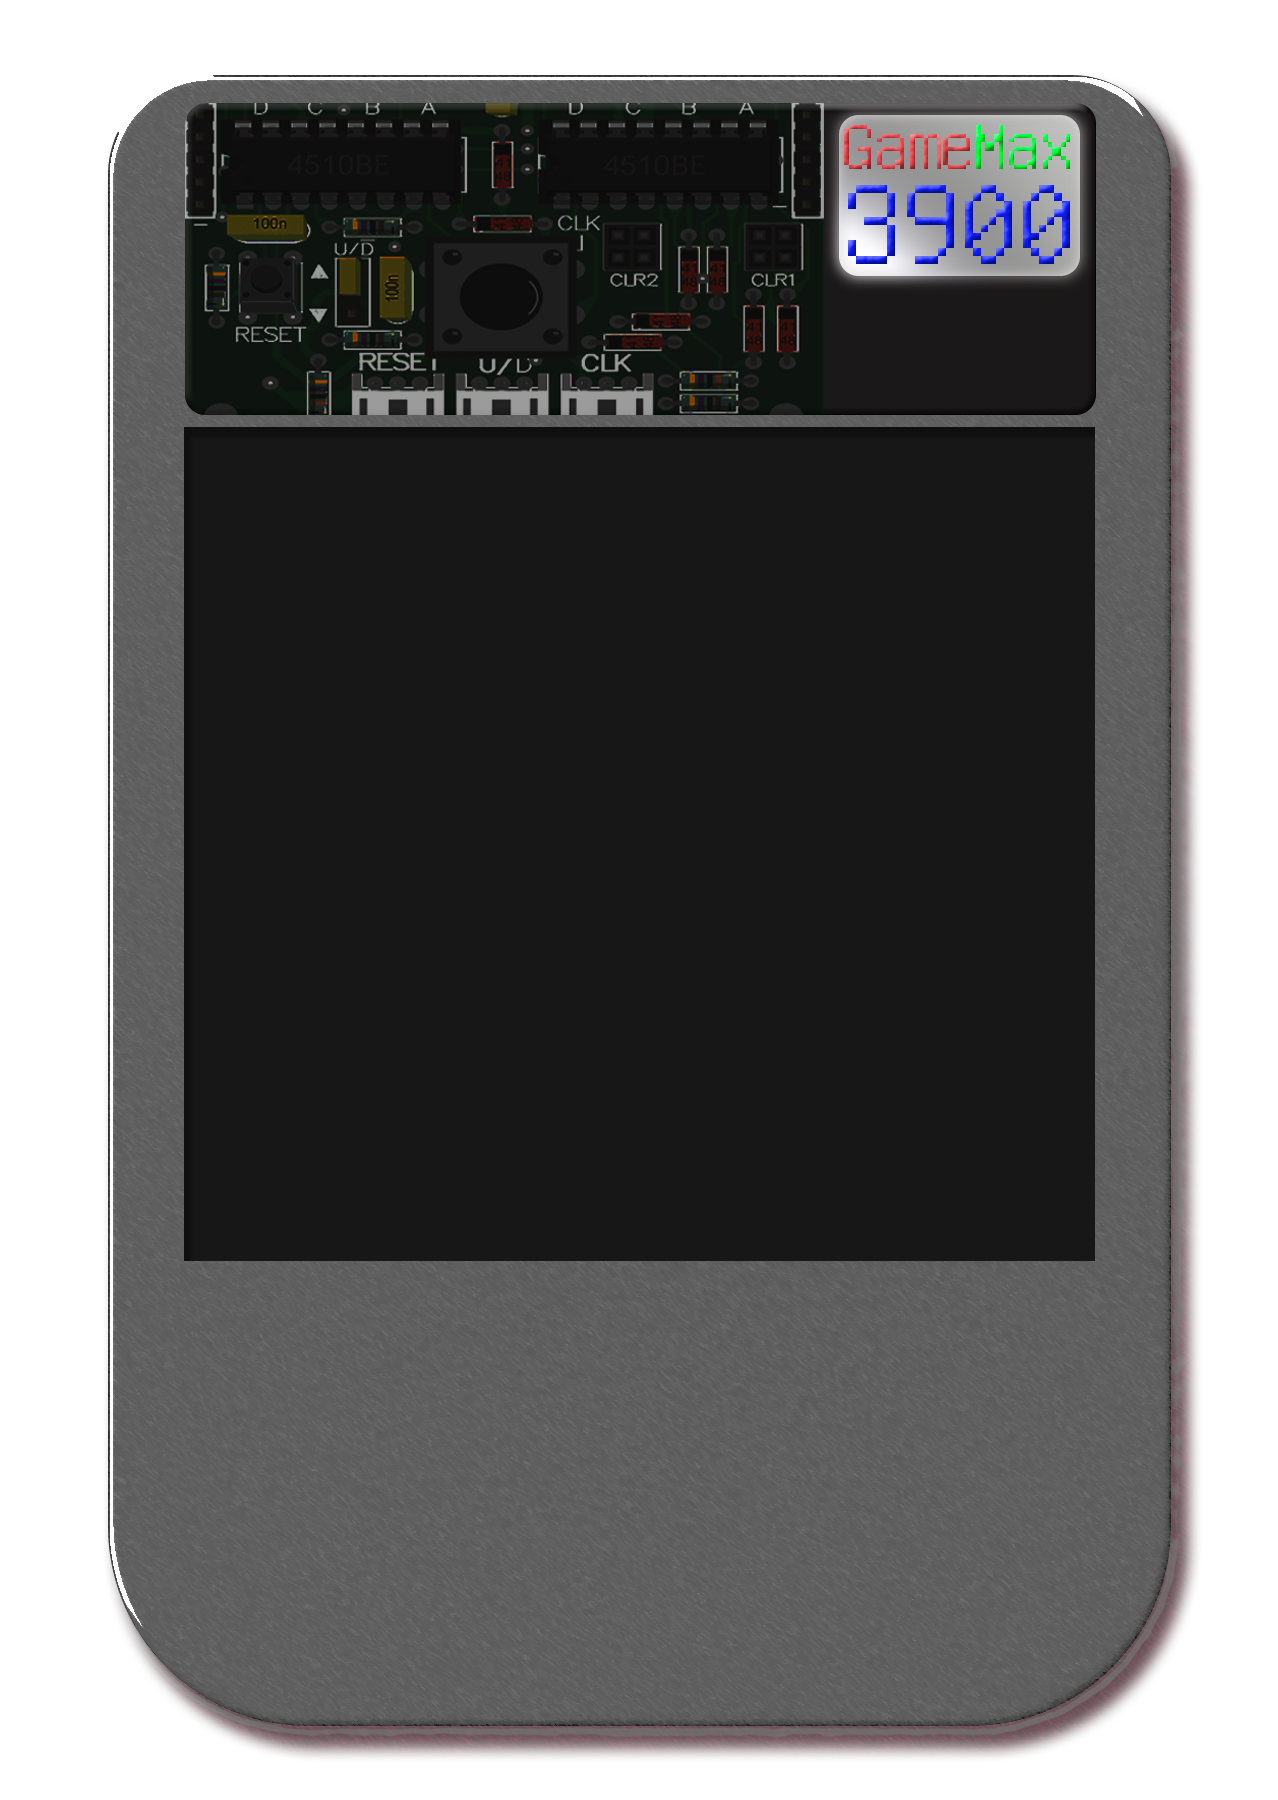 D C B A D C B A
4510BE 4510BE
GameMax
3900
100n
CLK
U/D
100n
CLR2 CLR1
RESET
RESET U/D CLK